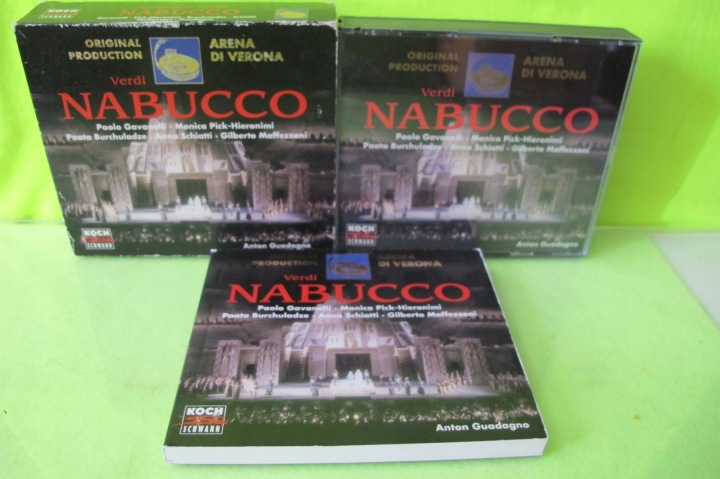 NABUCCO
ORIGINAL PRODUCTION
ARENA DI VERONA
Verdi
NABUCCO
Paolo Gavanelli · Monica Pick-Hieronimi
Paata Burchuladze · Anna Schiatti · Gilberto Maffezzoni
KOCH
SCHWANN
Anton Guadagno
ORIGINAL PRODUCTION
ARENA DI VERONA
Verdi
NABUCCO
Paolo Gavanelli · Monica Pick-Hieronimi
Paata Burchuladze · Anna Schiatti · Gilberto Maffezzoni
KOCH
SCHWANN
Anton Guadagno
PRODUCTION
ARENA
DI VERONA
Verdi
NABUCCO
Paolo Gavanelli · Monica Pick-Hieronimi
Paata Burchuladze · Anna Schiatti · Gilberto Maffezzoni
KOCH
SCHWANN
Anton Guadagno